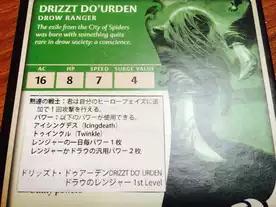 DRIZZT DO'URDEN
DROW RANGER
The exile from the City of Spiders
was born with something quite
rare in drow society: a conscience.
AC HP SPEED SURGE VALUE
16 8 7 4
熟達の戦士：君は自分のヒーローフェイズに追
加で1回攻撃を行える。
パワー：以下のパワーが使用できる。
アイシングデス (Icingdeath)
トゥインクル (Twinkle)
レンジャーの一日毎パワー1枚
レンジャーかドラウの汎用パワー2枚
ドリッズト・ドゥアーデンDRIZZT DO' URDEN
ドラウのレンジャー 1st Level